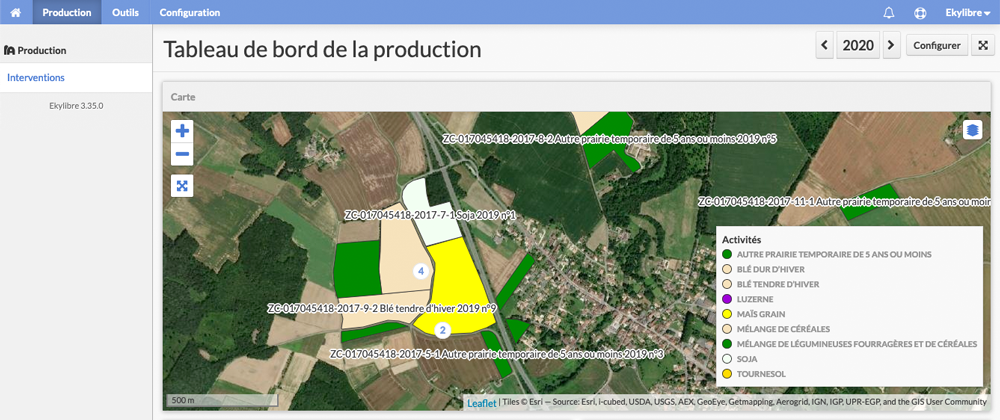 Production
Outils
Configuration
Ekylibre
Production
Interventions
Ekylibre 3.35.0
Tableau de bord de la production
2020
Configurer
Carte
ZC-017045418-2017-8-2 Autre prairie temporaire de 5 ans ou moins 2019 n°5
ZC-017045418-2017-11-1 Autre prairie temporaire de 5 ans ou moin
ZC-017045418-2017-7-1 Soja 2019 n°1
4
ZC-017045418-2017-9-2 Blé tendre d'hiver 2019 n°9
2
ZC-017045418-2017-5-1 Autre prairie temporaire de 5 ans ou moins 2019 n°3
Activités
AUTRE PRAIRIE TEMPORAIRE DE 5 ANS OU MOINS
BLÉ DUR D'HIVER
BLÉ TENDRE D'HIVER
LUZERNE
MAÏS GRAIN
MÉLANGE DE CÉRÉALES
MÉLANGE DE LÉGUMINEUSES FOURRAGÈRES ET DE CÉRÉALES
SOJA
TOURNESOL
500 m
Leaflet | Tiles © Esri — Source: Esri, i-cubed, USDA, USGS, AEX, GeoEye, Getmapping, Aerogrid, IGN, IGP, UPR-EGP, and the GIS User Community